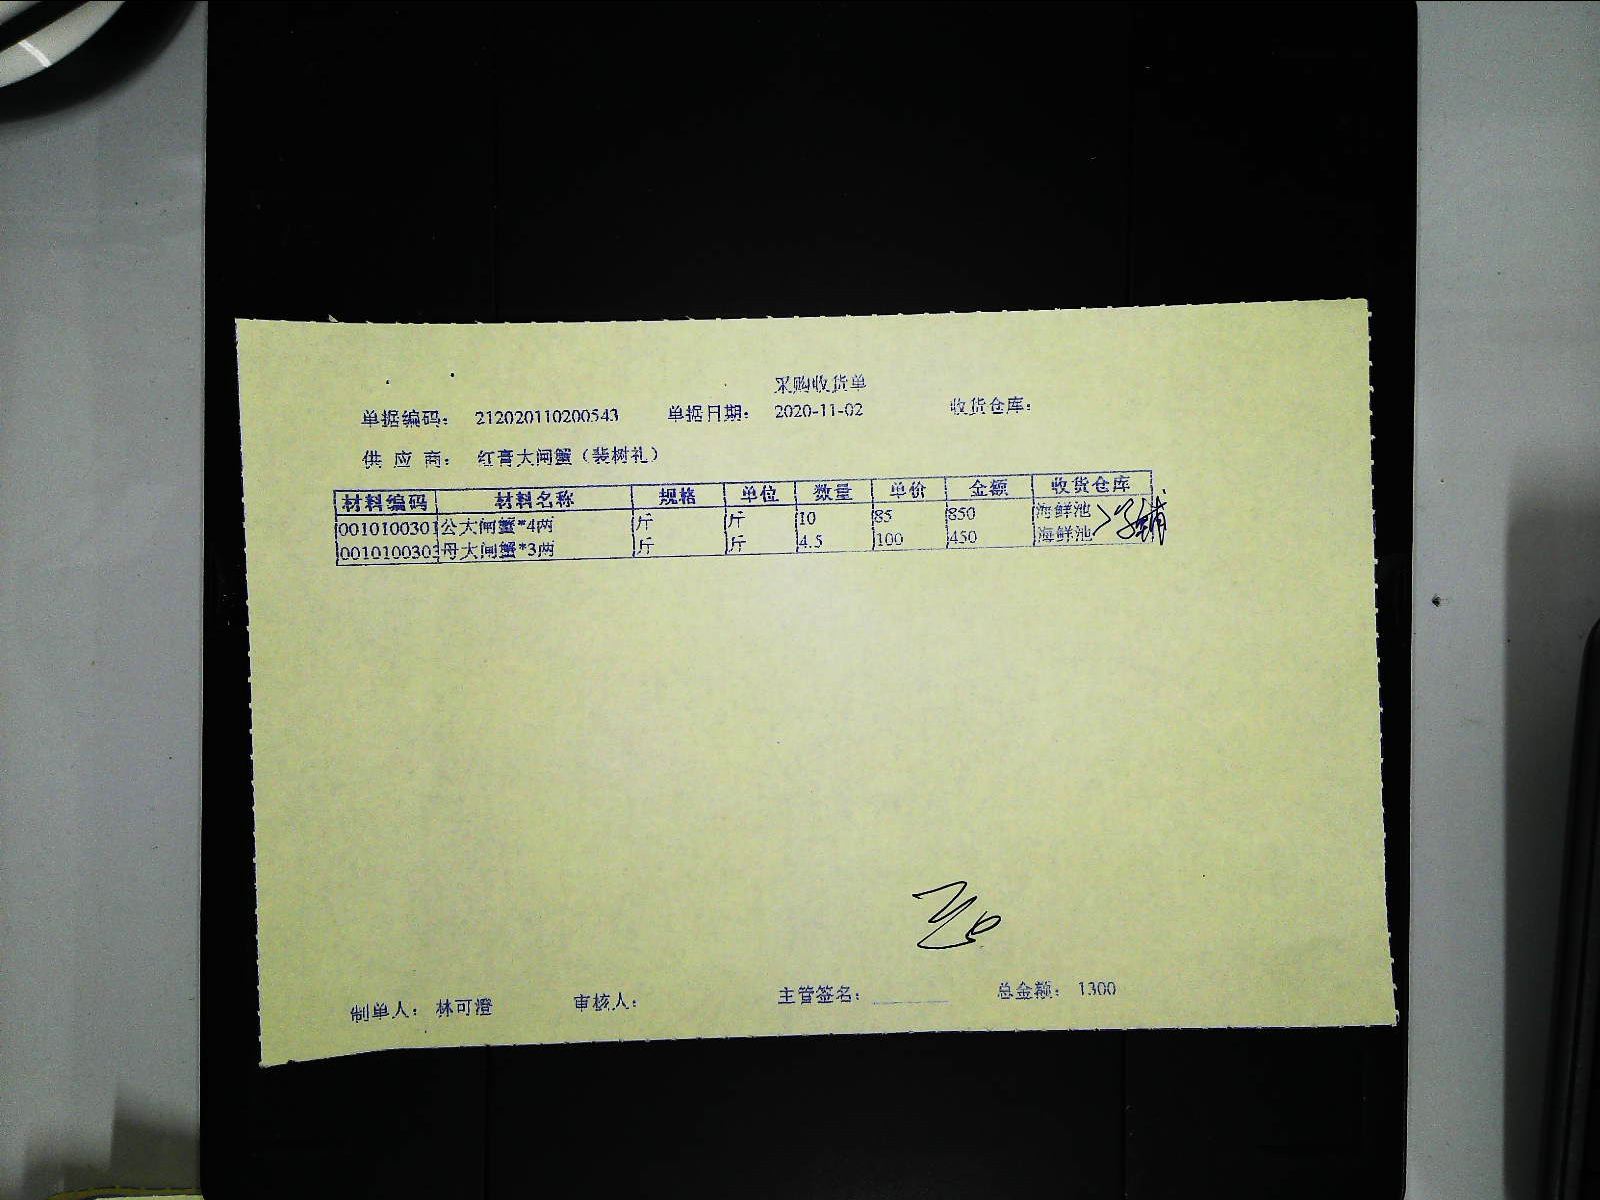 采购收货单
单据编码： 212020110200543 单据日期： 2020-11-02 收货仓库：
供 应 商： 红膏大闸蟹（裴树礼）
材料编码 材料名称 规格 单位 数量 单价 金额 收货仓库
0010100301 公大闸蟹*4两 斤 斤 10 85 850 海鲜池
0010100303 母大闸蟹*3两 斤 斤 4.5 100 450 海鲜池
制单人： 林可澄 审核人： 主管签名： 总金额： 1300